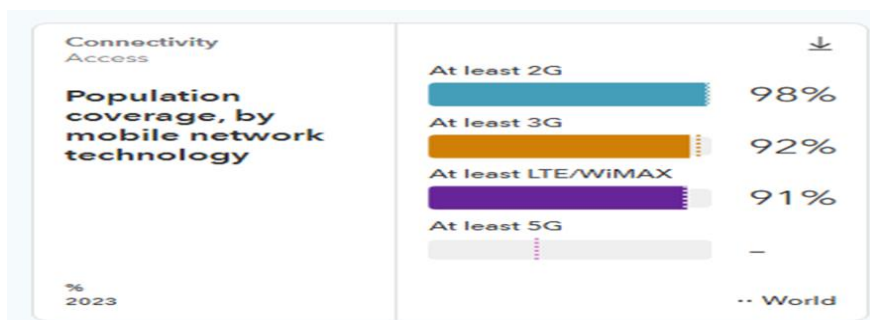 Connectivity
Access
Population
coverage, by
mobile network
technology
%
2023
At least 2G
98%
At least 3G
92%
At least LTE/WiMAX
91%
At least 5G
–
·· World